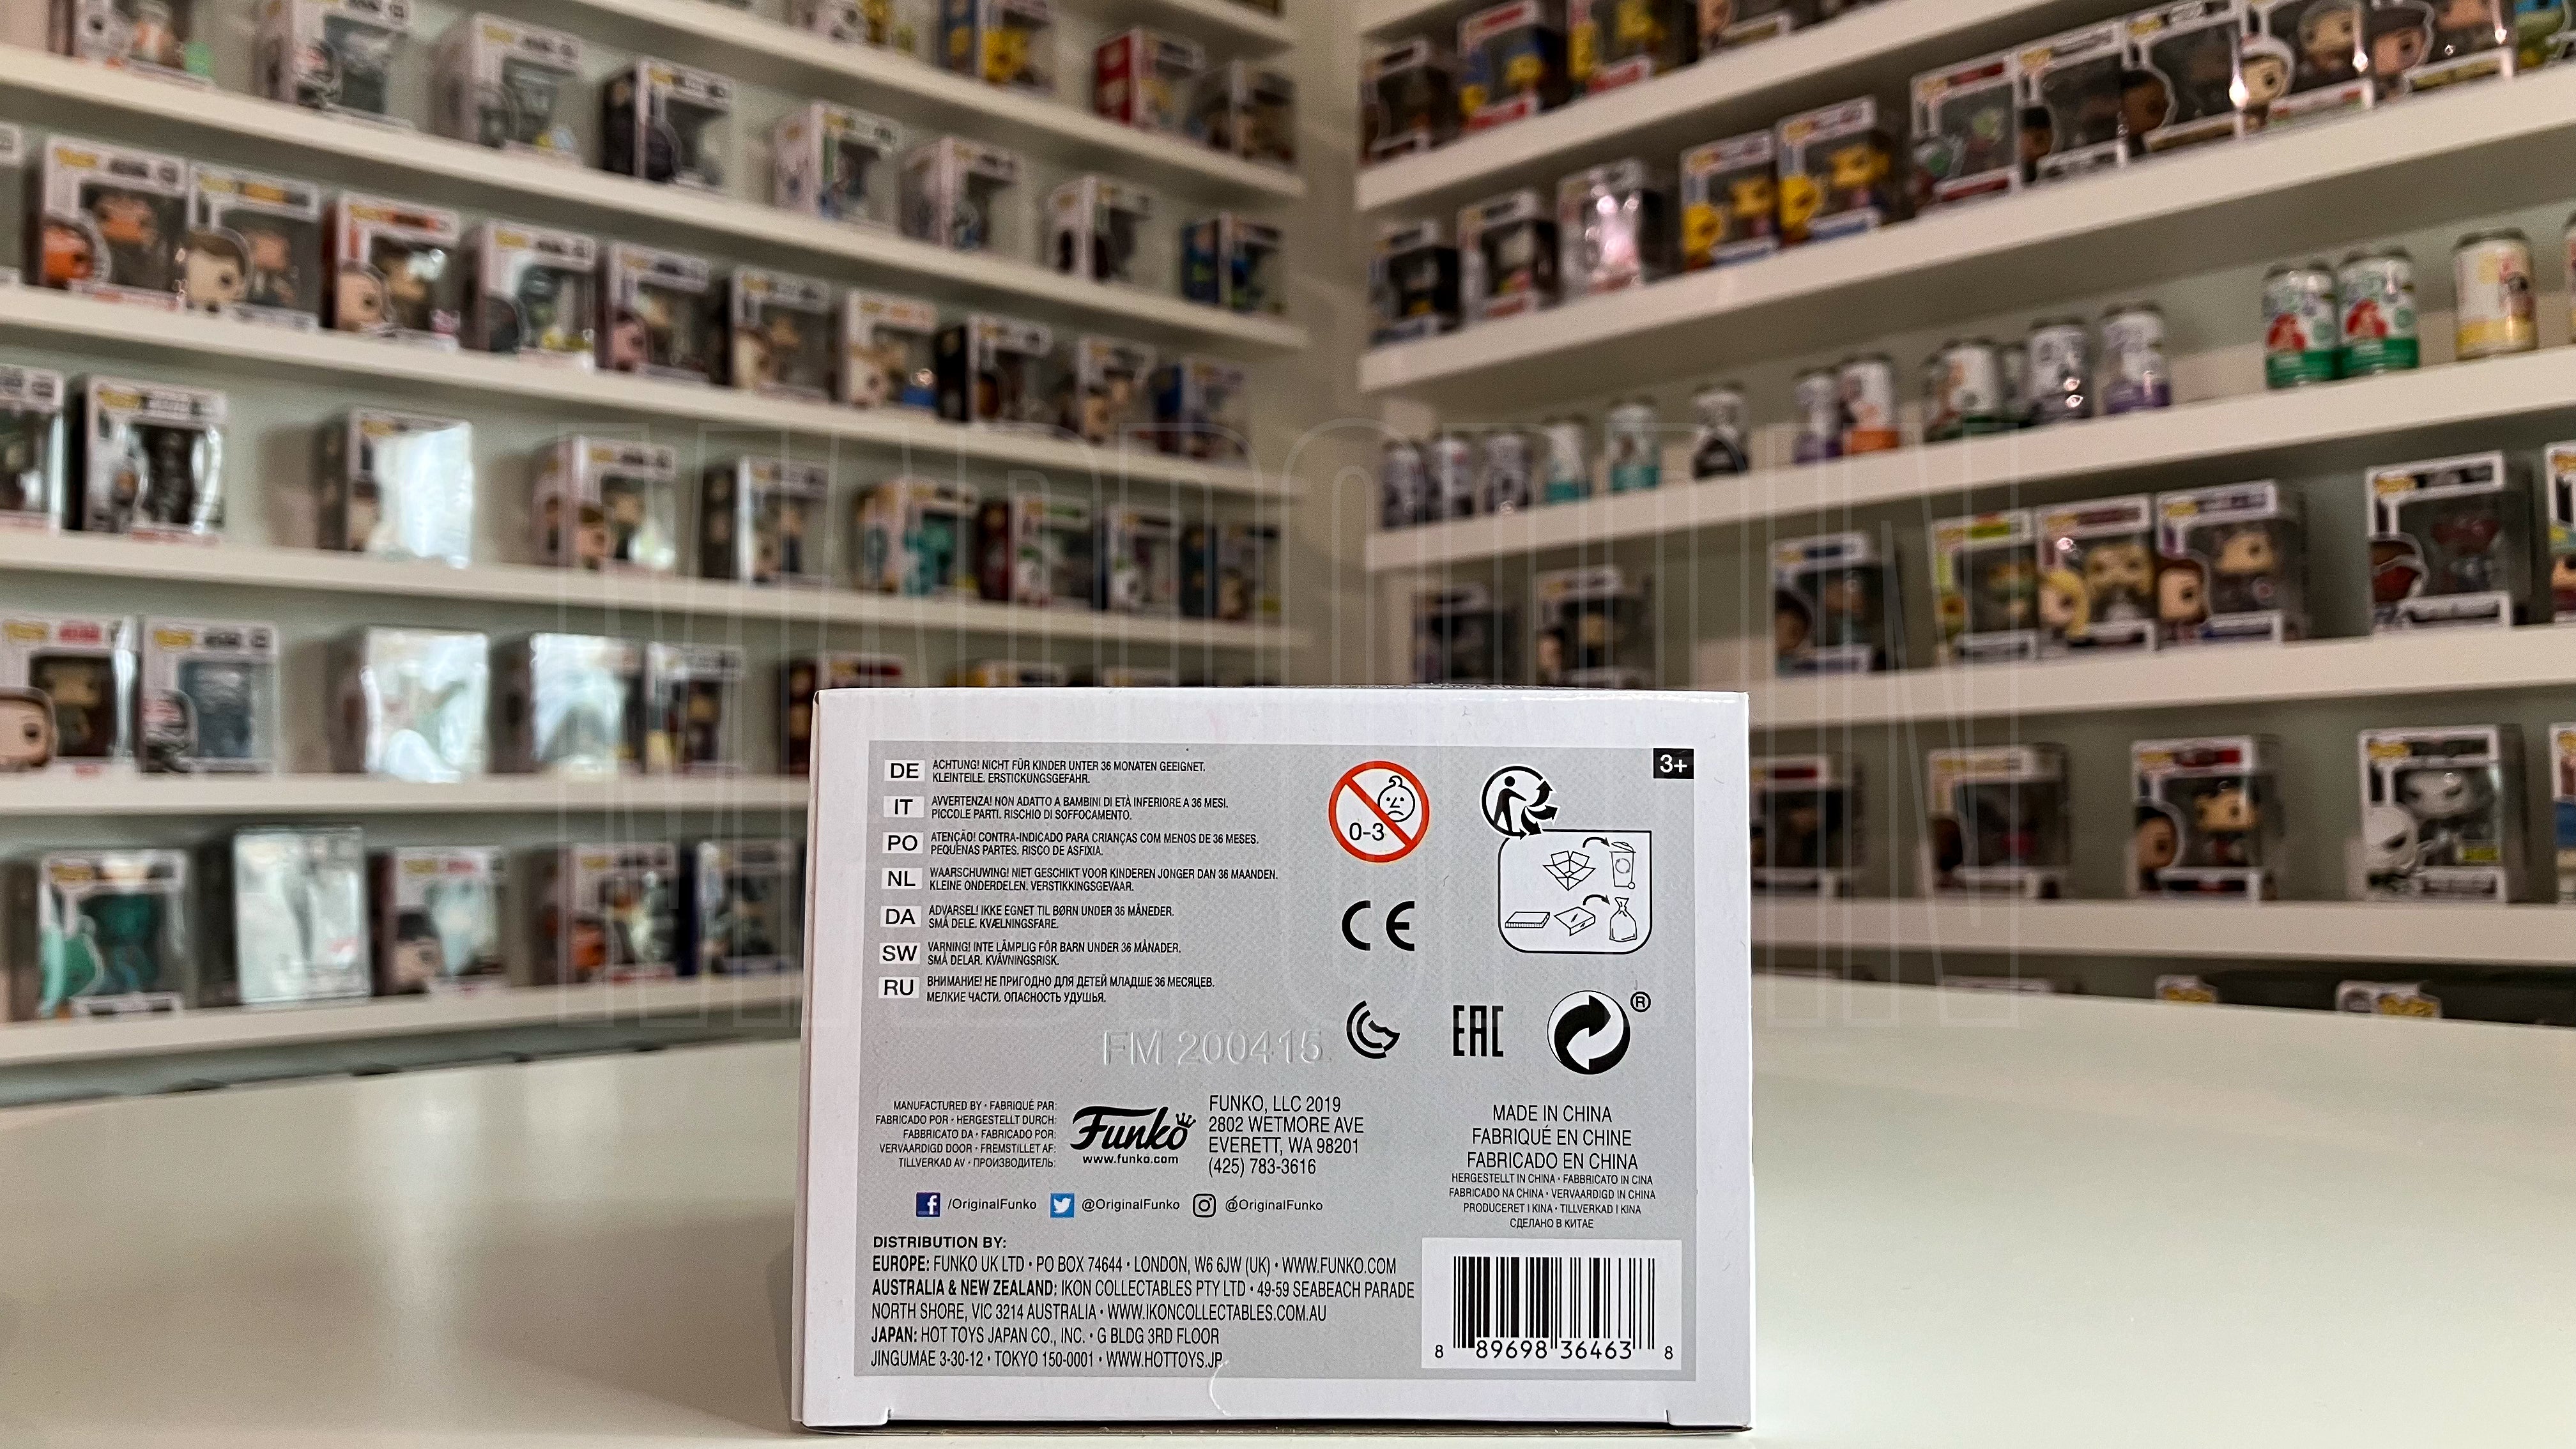 DE ACHTUNG! NICHT FÜR KINDER UNTER 36 MONATEN GEEIGNET.
KLEINTEILE. ERSTICKUNGSGEFAHR.
IT AVVERTENZA! NON ADATTO A BAMBINI DI ETÀ INFERIORE A 36 MESI.
PICCOLE PARTI. RISCHIO DI SOFFOCAMENTO.
PO ATENÇÃO! CONTRA-INDICADO PARA CRIANÇAS COM MENOS DE 36 MESES.
PEQUENAS PARTES. RISCO DE ASFIXIA.
NL WAARSCHUWING! NIET GESCHIKT VOOR KINDEREN JONGER DAN 36 MAANDEN.
KLEINE ONDERDELEN. VERSTIKKINGSGEVAAR.
DA ADVARSEL! IKKE EGNET TIL BØRN UNDER 36 MÅNEDER.
SMÅ DELE. KVÆLNINGSFARE.
SW VARNING! INTE LÄMPLIG FÖR BARN UNDER 36 MÅNADER.
SMÅ DELAR. KVÄVNINGSRISK.
RU ВНИМАНИЕ! НЕ ПРИГОДНО ДЛЯ ДЕТЕЙ МЛАДШЕ 36 МЕСЯЦЕВ.
МЕЛКИЕ ЧАСТИ. ОПАСНОСТЬ УДУШЬЯ.
0-3
3+
CE
EAC
®
FM 200415
MANUFACTURED BY • FABRIQUÉ PAR:
FABRICADO POR • HERGESTELLT DURCH:
FABBRICATO DA • FABRICADO POR:
VERVAARDIGD DOOR • FREMSTILLET AF:
TILLVERKAD AV • ПРОИЗВОДИТЕЛЬ:
Funko
www.funko.com
FUNKO, LLC 2019
2802 WETMORE AVE
EVERETT, WA 98201
(425) 783-3616
MADE IN CHINA
FABRIQUÉ EN CHINE
FABRICADO EN CHINA
HERGESTELLT IN CHINA • FABBRICATO IN CINA
FABRICADO NA CHINA • VERVAARDIGD IN CHINA
PRODUCERET I KINA • TILLVERKAD I KINA
СДЕЛАНО В КИТАЕ
/OriginalFunko @OriginalFunko @OriginalFunko
DISTRIBUTION BY:
EUROPE: FUNKO UK LTD • PO BOX 74644 • LONDON, W6 6JW (UK) • WWW.FUNKO.COM
AUSTRALIA & NEW ZEALAND: IKON COLLECTABLES PTY LTD • 49-59 SEABEACH PARADE
NORTH SHORE, VIC 3214 AUSTRALIA • WWW.IKONCOLLECTABLES.COM.AU
JAPAN: HOT TOYS JAPAN CO., INC. • G BLDG 3RD FLOOR
JINGUMAE 3-30-12 • TOKYO 150-0001 • WWW.HOTTOYS.JP
8 89698 36463 8